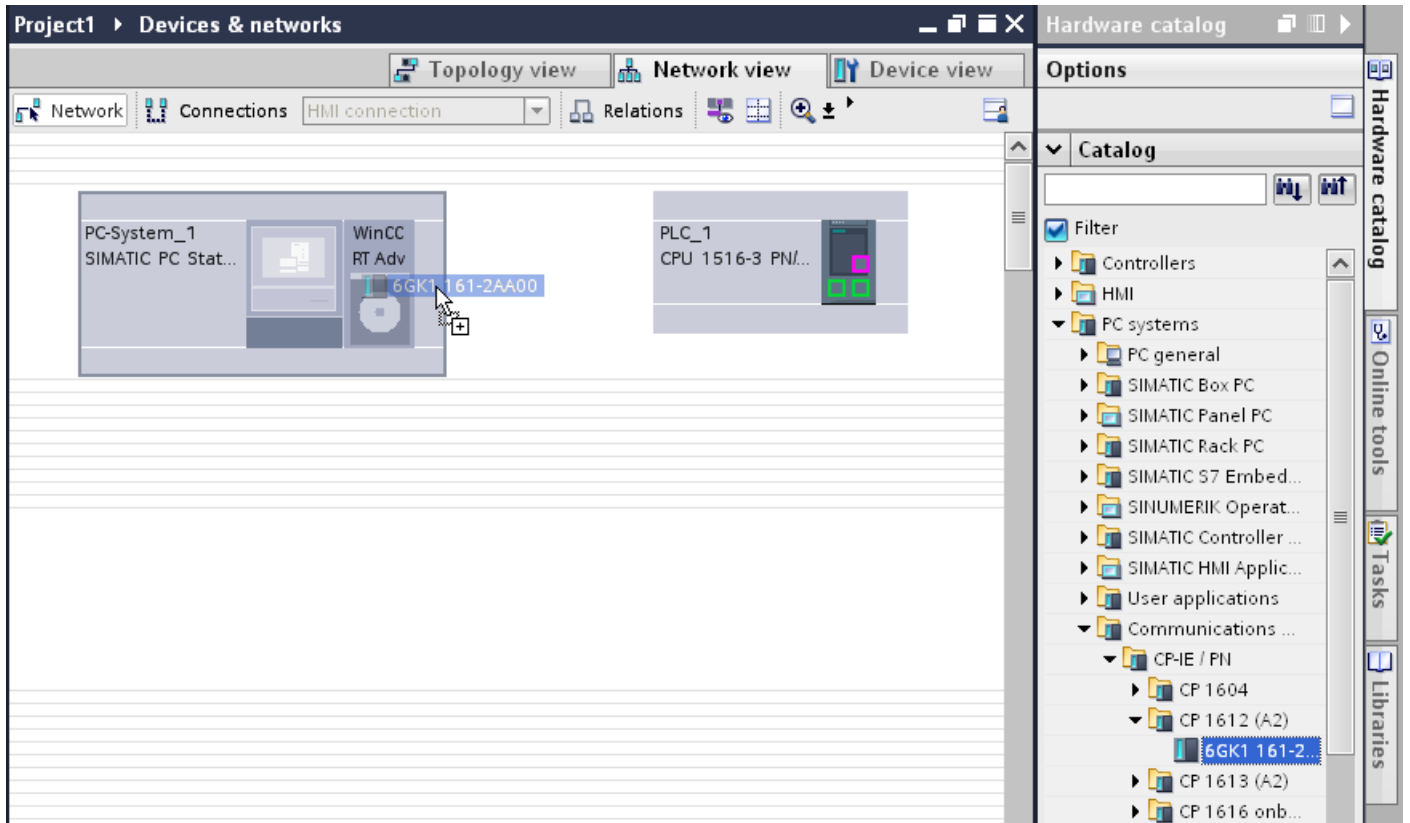 Project1 ▸ Devices & networks
Topology view
Network view
Device view
Network
Connections
HMI connection
Relations
PC-System_1
SIMATIC PC Stat...
WinCC
RT Adv
6GK1 161-2AA00
PLC_1
CPU 1516-3 PN/...
Hardware catalog
Options
Catalog
Filter
Controllers
HMI
PC systems
PC general
SIMATIC Box PC
SIMATIC Panel PC
SIMATIC Rack PC
SIMATIC S7 Embed...
SINUMERIK Operat...
SIMATIC Controller ...
SIMATIC HMI Applic...
User applications
Communications ...
CP-IE / PN
CP 1604
CP 1612 (A2)
6GK1 161-2...
CP 1613 (A2)
CP 1616 onb...
Hardware catalog
Online tools
Tasks
Libraries